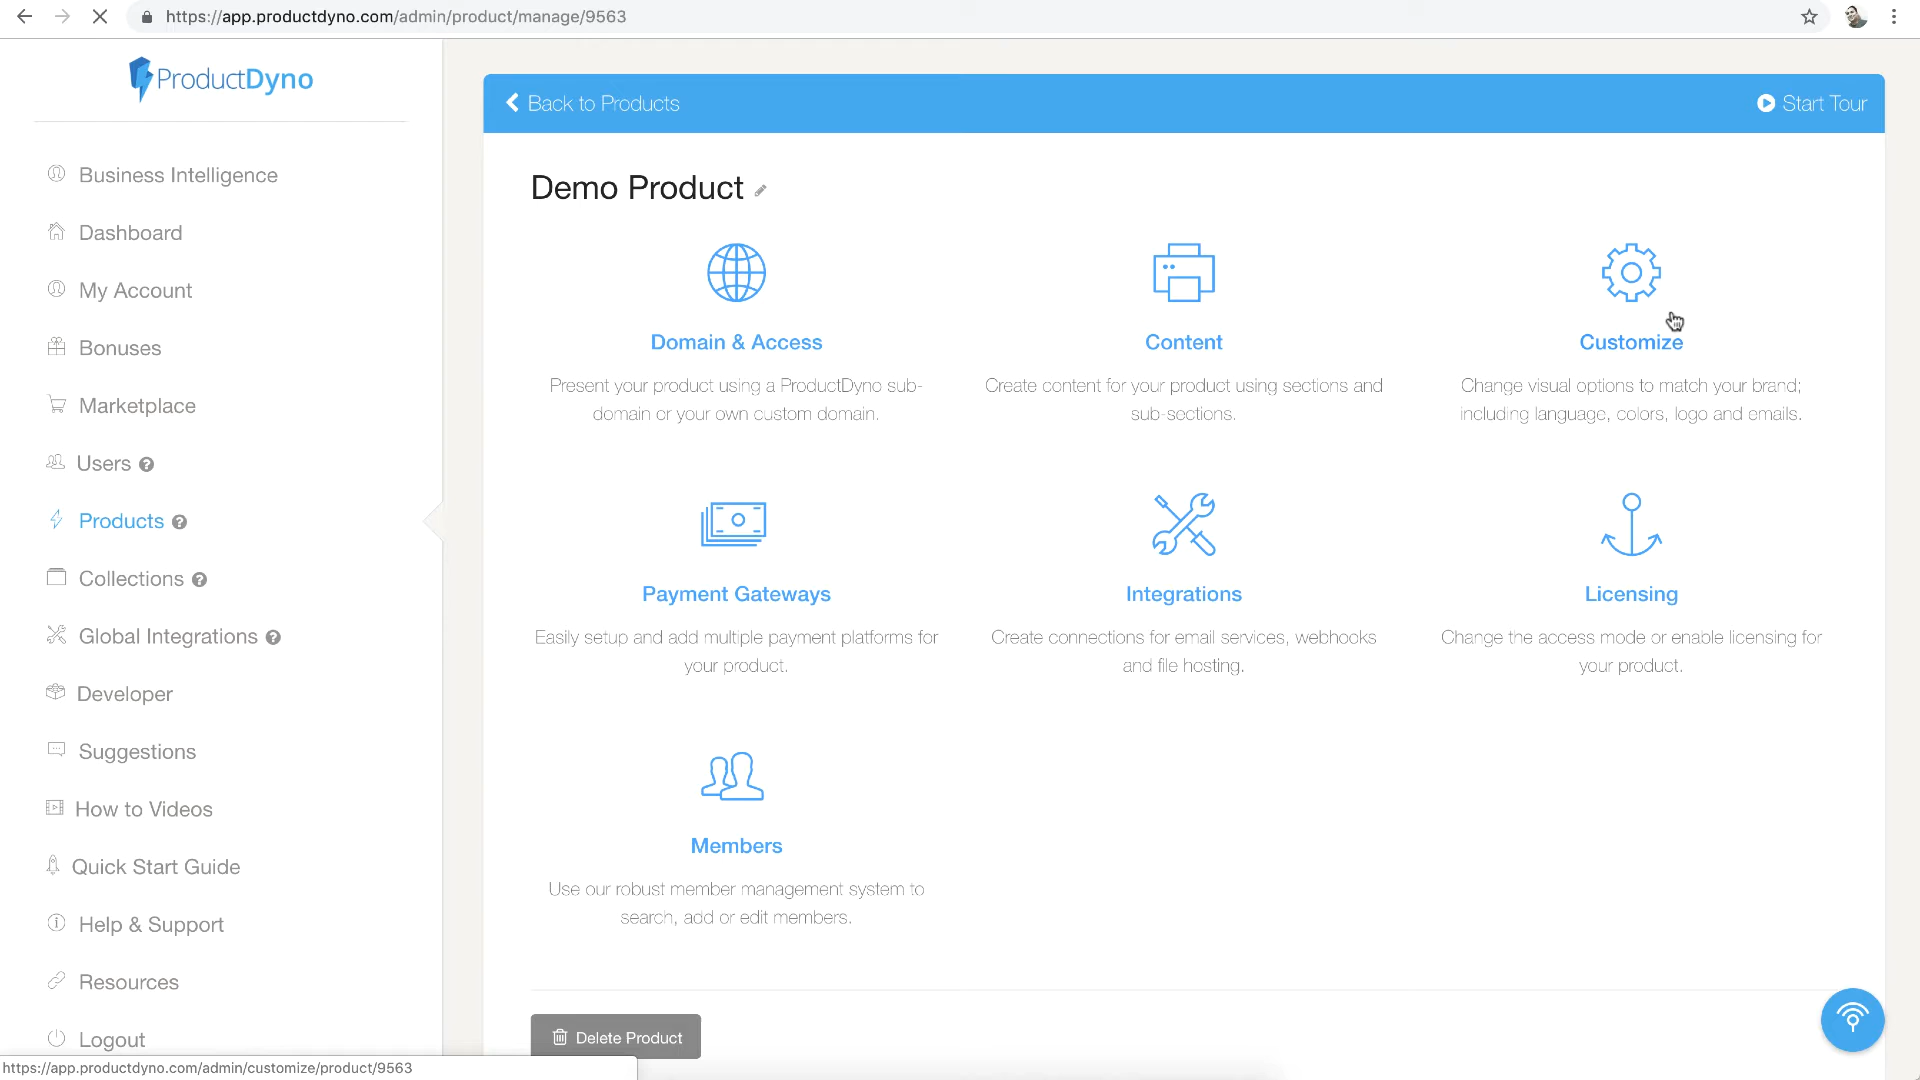 https://app.productdyno.com/admin/product/manage/9563
ProductDyno
Business Intelligence
Dashboard
My Account
Bonuses
Marketplace
Users ?
Products ?
Collections ?
Global Integrations ?
Developer
Suggestions
How to Videos
Quick Start Guide
Help & Support
Resources
Logout
Back to Products
Start Tour
Demo Product
Domain & Access
Present your product using a ProductDyno sub-
domain or your own custom domain.
Content
Create content for your product using sections and
sub-sections.
Customize
Change visual options to match your brand;
including language, colors, logo and emails.
Payment Gateways
Easily setup and add multiple payment platforms for
your product.
Integrations
Create connections for email services, webhooks
and file hosting.
Licensing
Change the access mode or enable licensing for
your product.
Members
Use our robust member management system to
search, add or edit members.
Delete Product
https://app.productdyno.com/admin/customize/product/9563